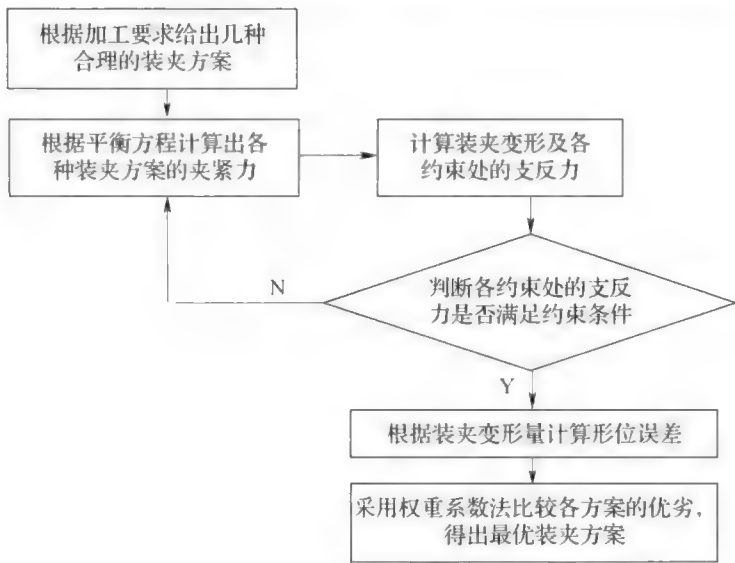 根据加工要求给出几种
合理的装夹方案
根据平衡方程计算出各
种装夹方案的夹紧力
计算装夹变形及各
约束处的支反力
判断各约束处的支反
力是否满足约束条件
N
Y
根据装夹变形量计算形位误差
采用权重系数法比较各方案的优劣,
得出最优装夹方案